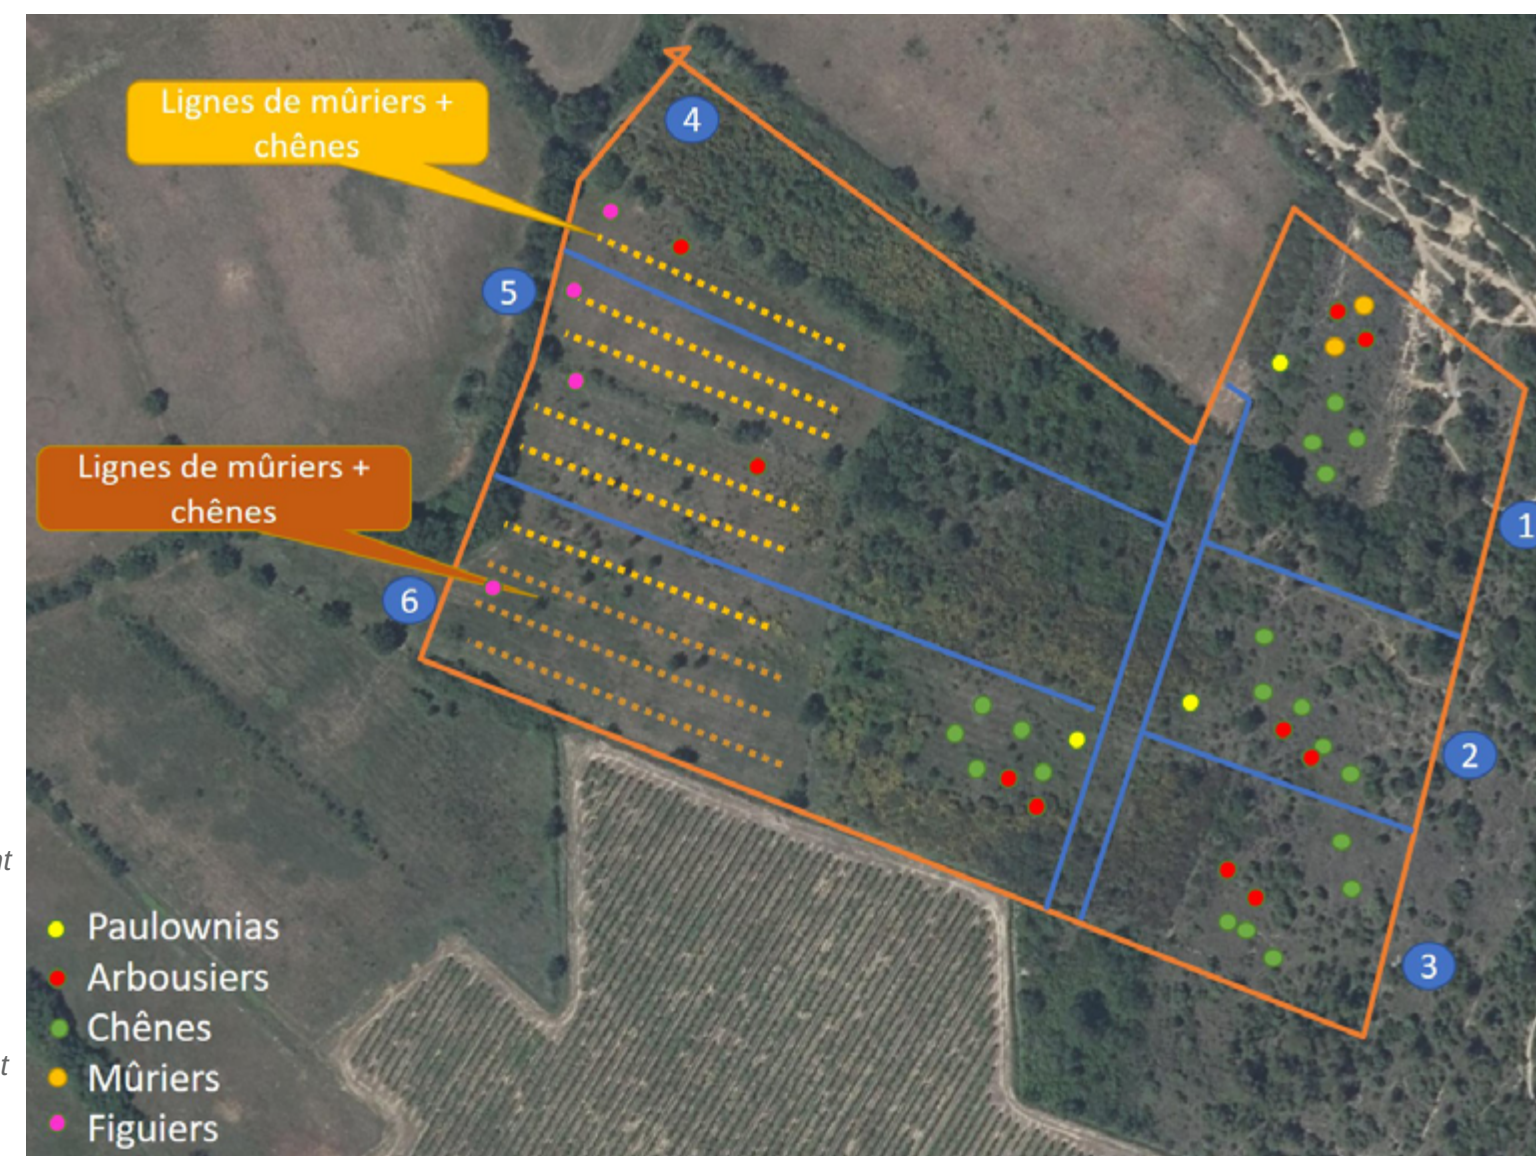 Lignes de mûriers +
chênes
4
5
Lignes de mûriers +
chênes
6
1
2
3
nt
t
Paulownias
Arbousiers
Chênes
Mûriers
Figuiers